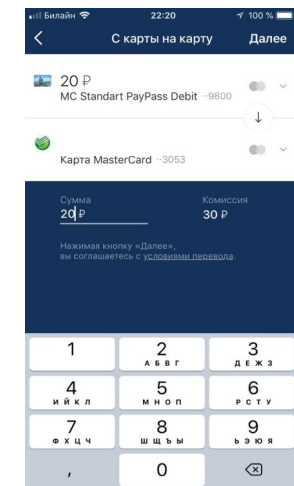 Билайн 22:20 100 %
С карты на карту Далее
20 ₽
MC Standart PayPass Debit ··9800
Карта MasterCard ··3053
Сумма Комиссия
20 ₽ 30 ₽
Нажимая кнопку «Далее»,
вы соглашаетесь с условиями перевода.
1 2 3
А Б В Г Д Е Ж З
4 5 6
И Й К Л М Н О П Р С Т У
7 8 9
Ф Х Ц Ч Ш Щ Ъ Ы Ь Э Ю Я
, 0